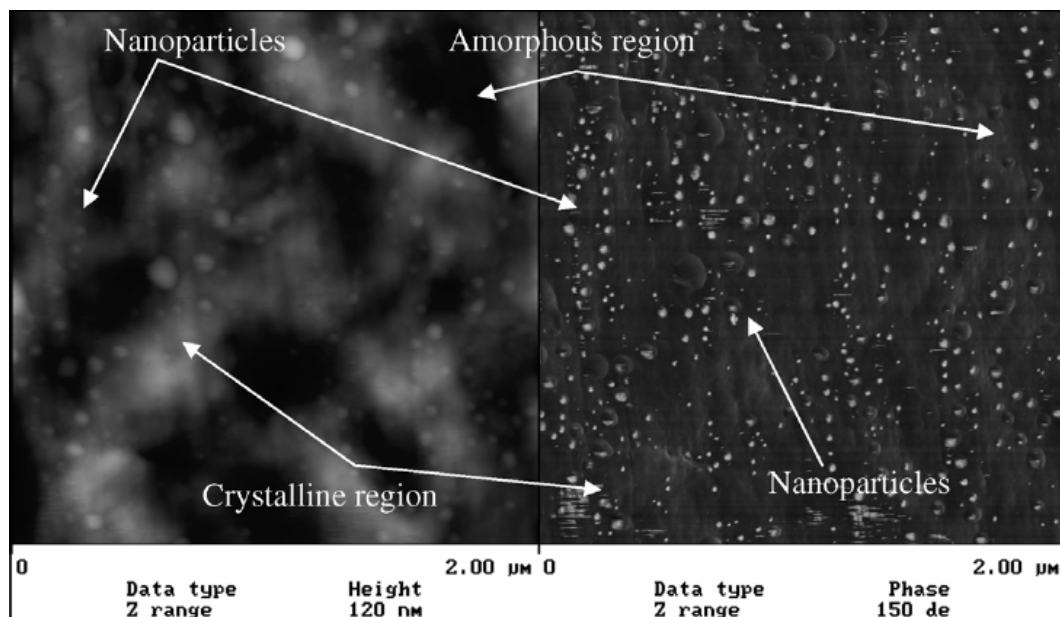 Nanoparticles
Amorphous region
Crystalline region
Nanoparticles
0 2.00 µm 0 2.00 µm
Data type Height Data type Phase
Z range 120 nm Z range 150 de